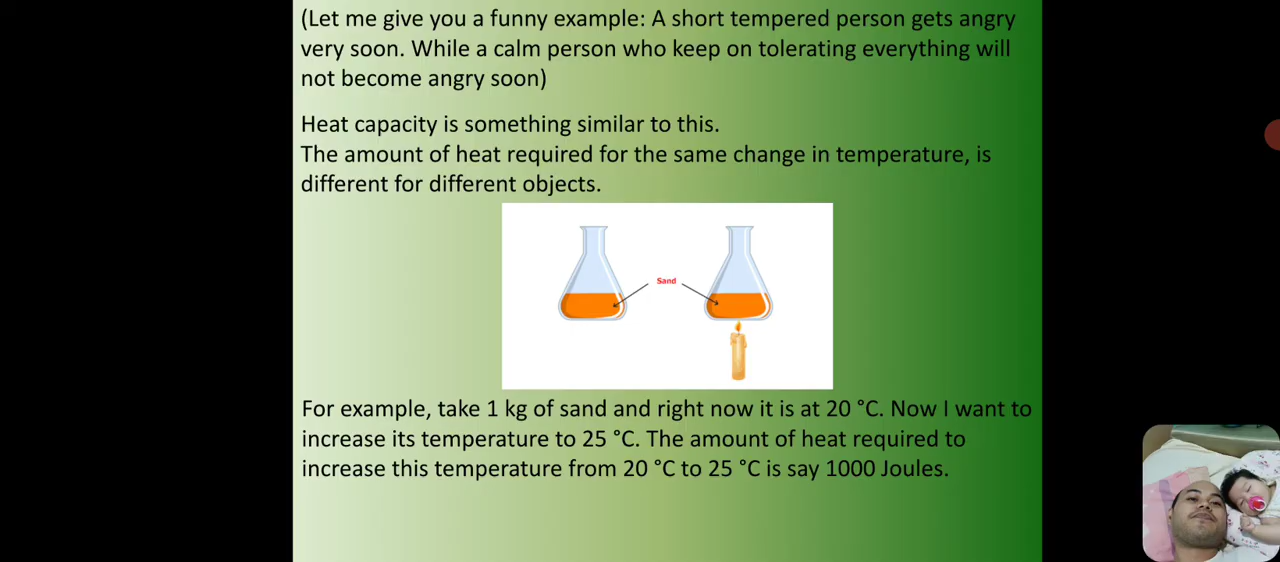 (Let me give you a funny example: A short tempered person gets angry
very soon. While a calm person who keep on tolerating everything will
not become angry soon)
Heat capacity is something similar to this.
The amount of heat required for the same change in temperature, is
different for different objects.
Sand
For example, take 1 kg of sand and right now it is at 20 °C. Now I want to
increase its temperature to 25 °C. The amount of heat required to
increase this temperature from 20 °C to 25 °C is say 1000 Joules.